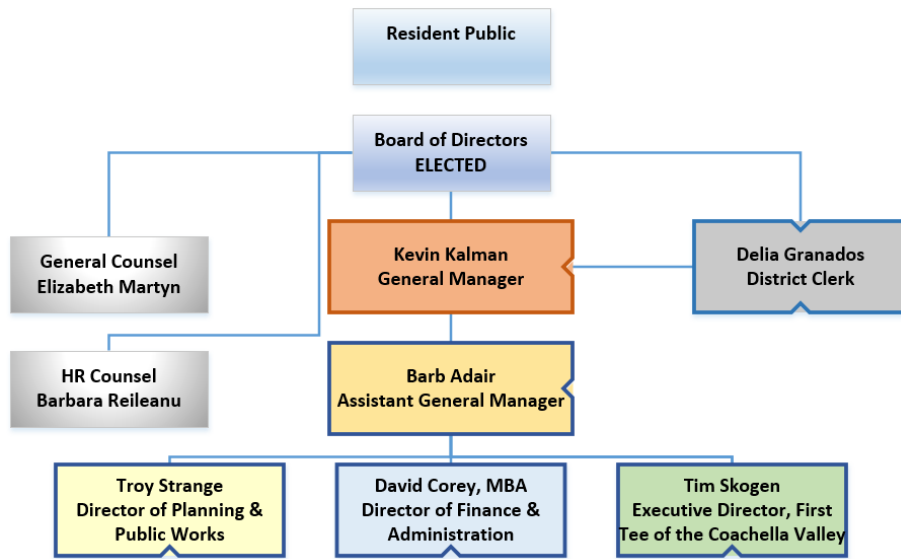 Resident Public
Board of Directors
ELECTED
General Counsel
Elizabeth Martyn
Kevin Kalman
General Manager
Delia Granados
District Clerk
HR Counsel
Barbara Reileanu
Barb Adair
Assistant General Manager
Troy Strange
Director of Planning &
Public Works
David Corey, MBA
Director of Finance &
Administration
Tim Skogen
Executive Director, First
Tee of the Coachella Valley